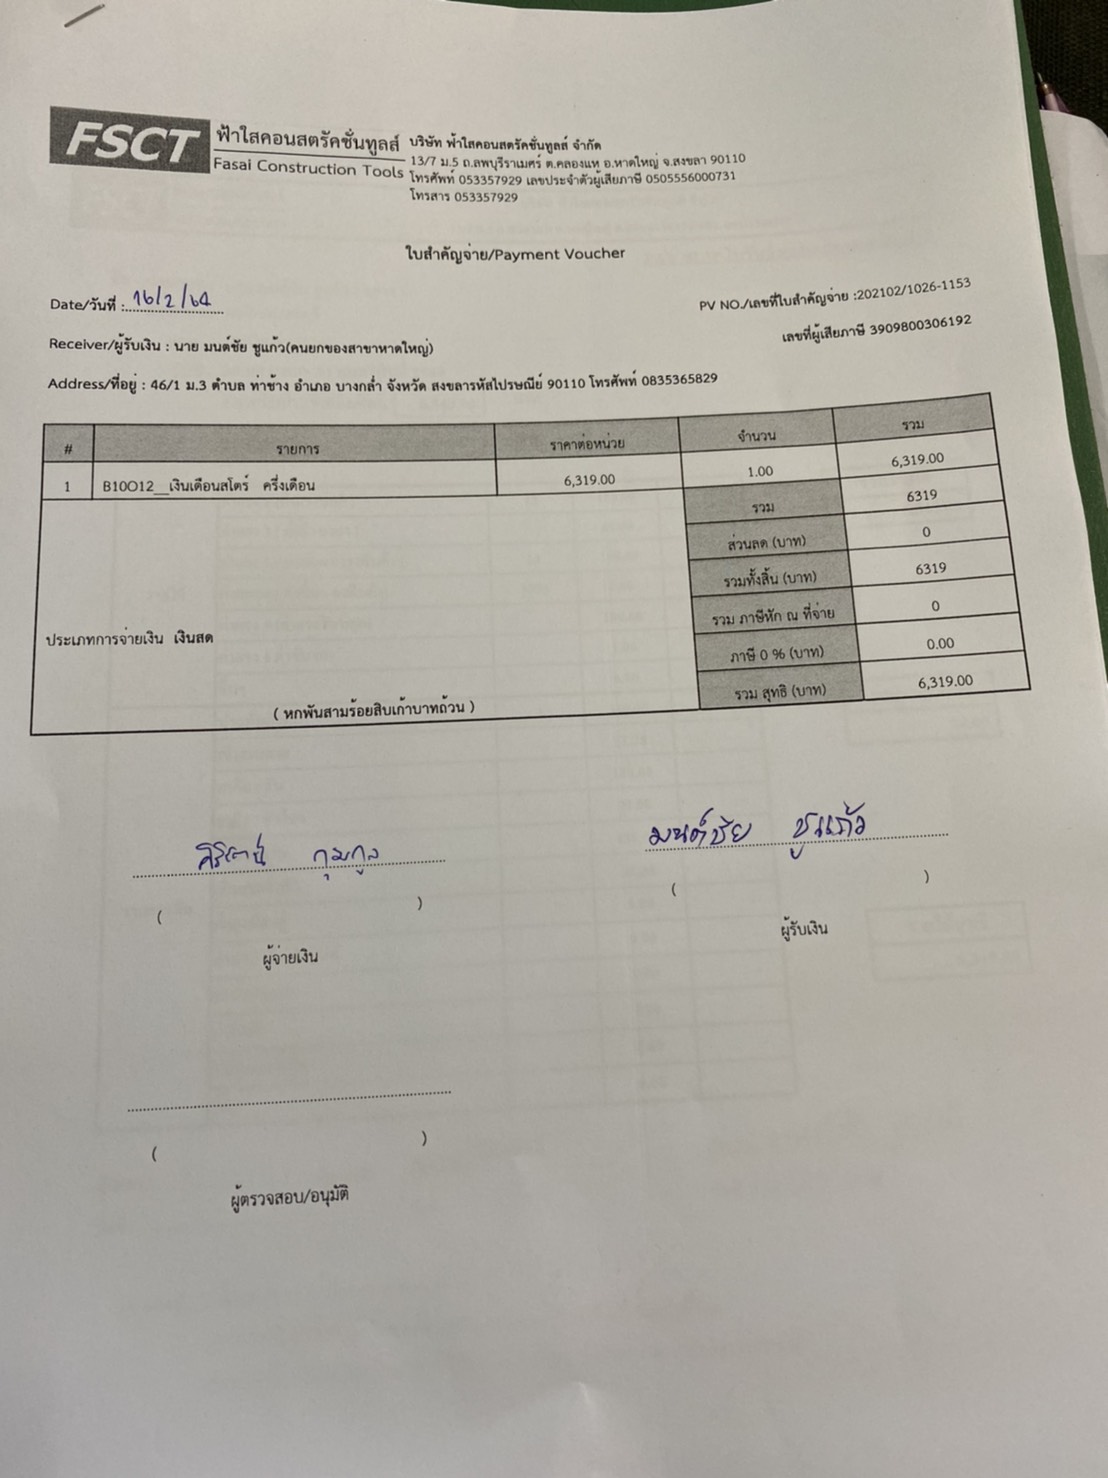 FSCT
ฟ้าใสคอนสตรัคชั่นทูลส์
Fasai Construction Tools
บริษัท ฟ้าใสคอนสตรัคชั่นทูลส์ จำกัด
13/7 ม.5 ถ.ลพบุรีราเมศร์ ต.คลองแห อ.หาดใหญ่ จ.สงขลา 90110
โทรศัพท์ 053357929 เลขประจำตัวผู้เสียภาษี 0505556000731
โทรสาร 053357929
ใบสำคัญจ่าย/Payment Voucher
Date/วันที่ : 16/2/64
PV NO./เลขที่ใบสำคัญจ่าย :202102/1026-1153
เลขที่ผู้เสียภาษี 3909800306192
Receiver/ผู้รับเงิน : นาย มนต์ชัย ชูแก้ว(คนยกของสาขาหาดใหญ่)
Address/ที่อยู่ : 46/1 ม.3 ตำบล ท่าช้าง อำเภอ บางกล่ำ จังหวัด สงขลารหัสไปรษณีย์ 90110 โทรศัพท์ 0835365829
# รายการ ราคาต่อหน่วย จำนวน รวม
1 B10O12__เงินเดือนสโตร์ ครึ่งเดือน 6,319.00 1.00 6,319.00
รวม 6319
ส่วนลด (บาท) 0
รวมทั้งสิ้น (บาท) 6319
รวม ภาษีหัก ณ ที่จ่าย 0
ประเภทการจ่ายเงิน เงินสด
ภาษี 0 % (บาท) 0.00
รวม สุทธิ (บาท) 6,319.00
( หกพันสามร้อยสิบเก้าบาทถ้วน )
มนต์ชัย ชูแก้ว
( )
( )
ผู้จ่ายเงิน
ผู้รับเงิน
( )
ผู้ตรวจสอบ/อนุมัติ